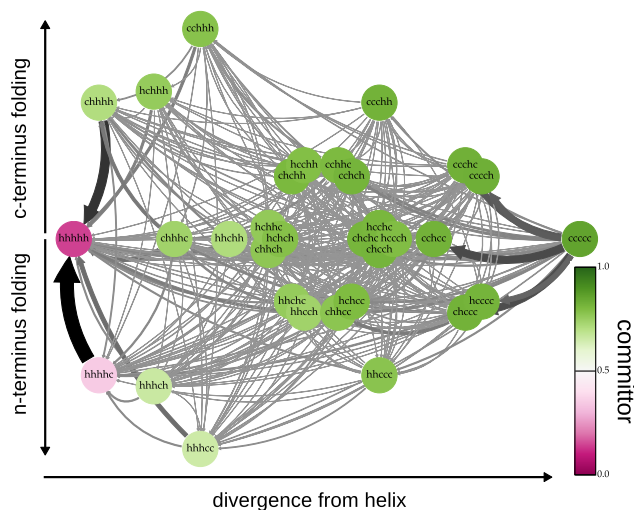 cchhh
hchhh
chhhh
ccchh
c-terminus folding
hcchh
cchhc
chchh
cchch
ccchc
cccch
hhhhh
chhhc
hhchh
hchhc
hchch
chhch
hcchc
chchc
hccch
chcch
cchcc
ccccc
n-terminus folding
hhchc
hhcch
hchcc
chhcc
hcccc
chccc
hhhhc
hhhch
hhccc
hhhcc
1.0
0.5
0.0
committor
divergence from helix